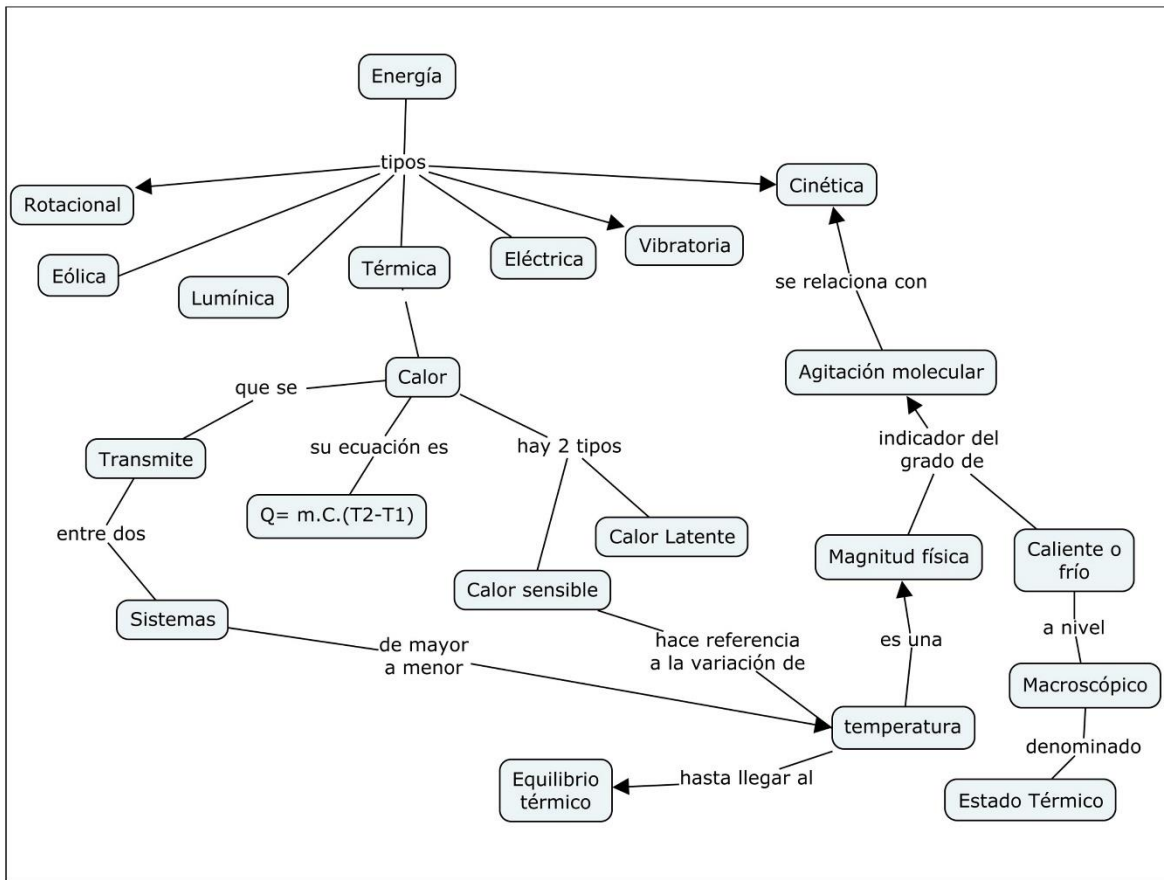 Energía
tipos
Rotacional
Cinética
Eólica
Lumínica
Térmica
Eléctrica
Vibratoria
se relaciona con
Calor
Agitación molecular
que se
Transmite
su ecuación es
hay 2 tipos
indicador del
grado de
Q= m.C.(T2-T1)
Calor Latente
entre dos
Magnitud física
Caliente o
frío
Calor sensible
Sistemas
de mayor
a menor
hace referencia
a la variación de
es una
a nivel
Macroscópico
temperatura
denominado
Equilibrio
térmico
hasta llegar al
Estado Térmico